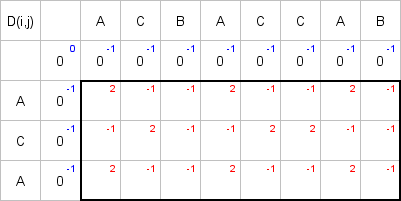 D(i,j) A C B A C C A B
0 -1 -1 -1 -1 -1 -1 -1 -1
0 0 0 0 0 0 0 0 0
A -1 2 -1 -1 2 -1 -1 2 -1
0
C -1 -1 2 -1 -1 2 2 -1 -1
0
A -1 2 -1 -1 2 -1 -1 2 -1
0